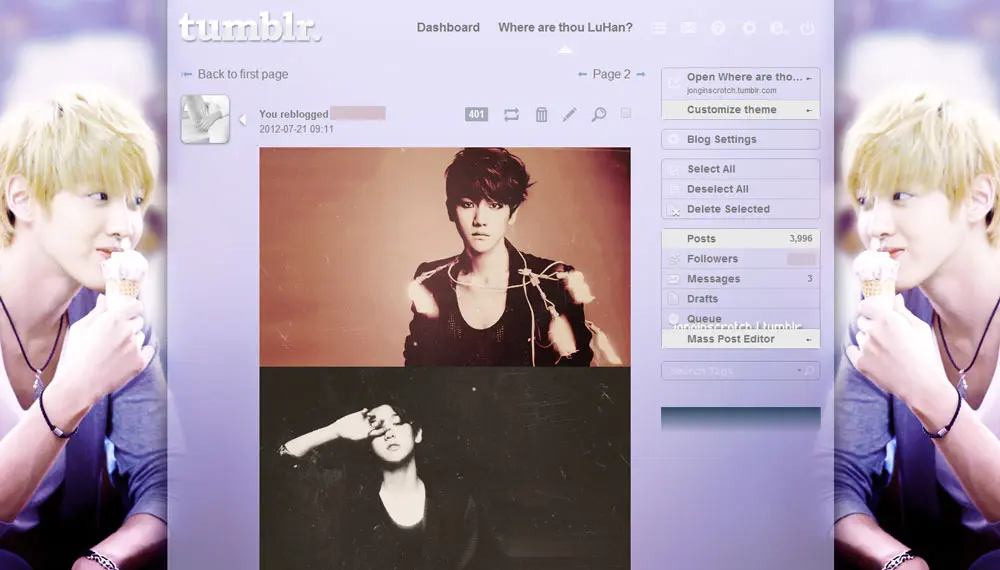 tumblr.
Dashboard
Where are thou LuHan?
Back to first page
Page 2
You reblogged
2012-07-21 09:11
401
Open Where are tho...
jonginscrotch.tumblr.com
Customize theme
Blog Settings
Select All
Deselect All
Delete Selected
Posts 3,996
Followers
Messages 3
Drafts
Queue
jonginscrotch | tumblr
Mass Post Editor
Search Tags